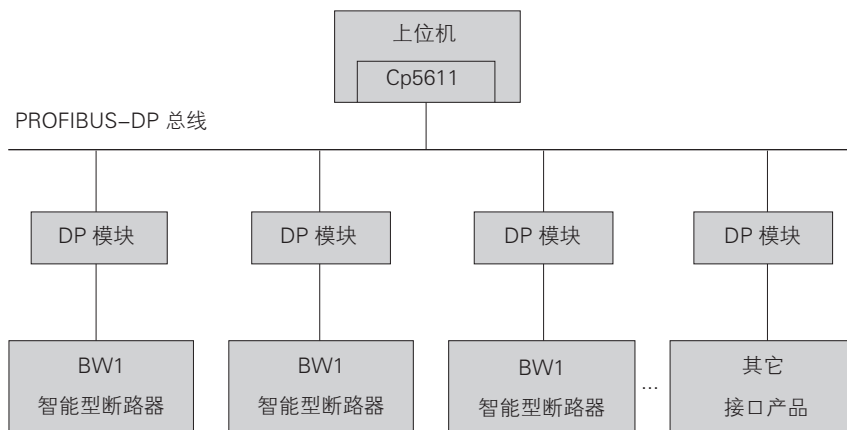 上位机
Cp5611
PROFIBUS–DP 总线
DP 模块
DP 模块
DP 模块
DP 模块
BW1
智能型断路器
BW1
智能型断路器
BW1
智能型断路器
...
其它
接口产品